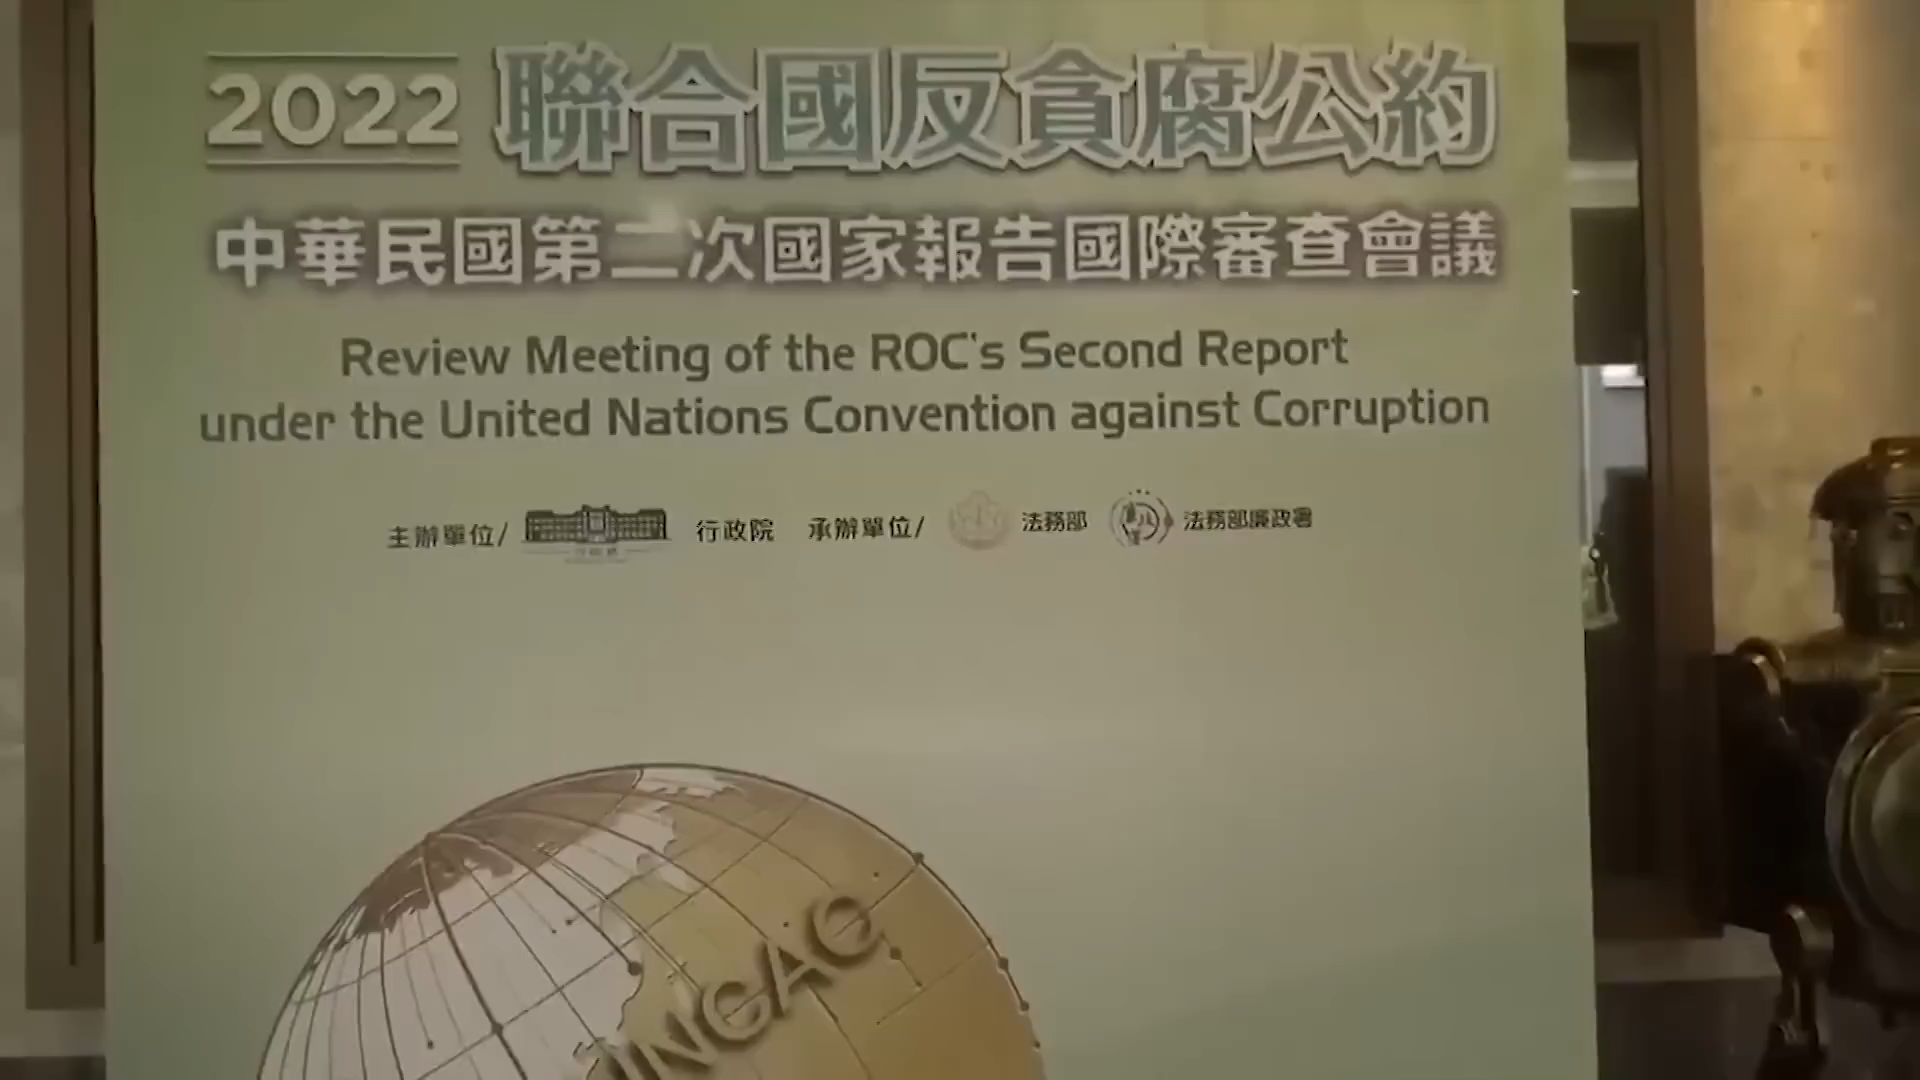 2022 聯合國反貪腐公約
中華民國第二次國家報告國際審查會議
Review Meeting of the ROC's Second Report
under the United Nations Convention against Corruption
主辦單位/ 行政院 承辦單位/ 法務部 法務部廉政署
UNCAC